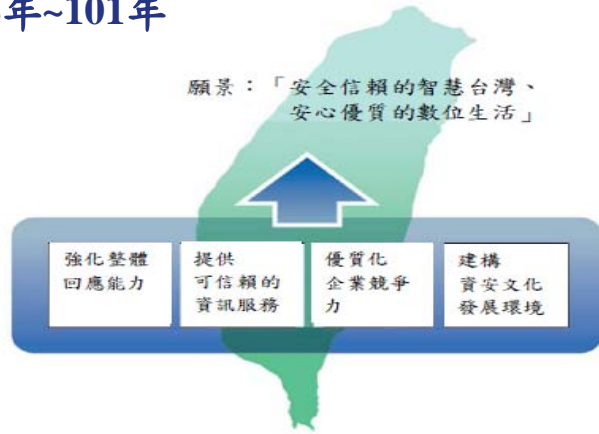 年~101年
願景：「安全信賴的智慧台灣、
安心優質的數位生活」
強化整體
回應能力
提供
可信賴的
資訊服務
優質化
企業競爭
力
建構
資安文化
發展環境